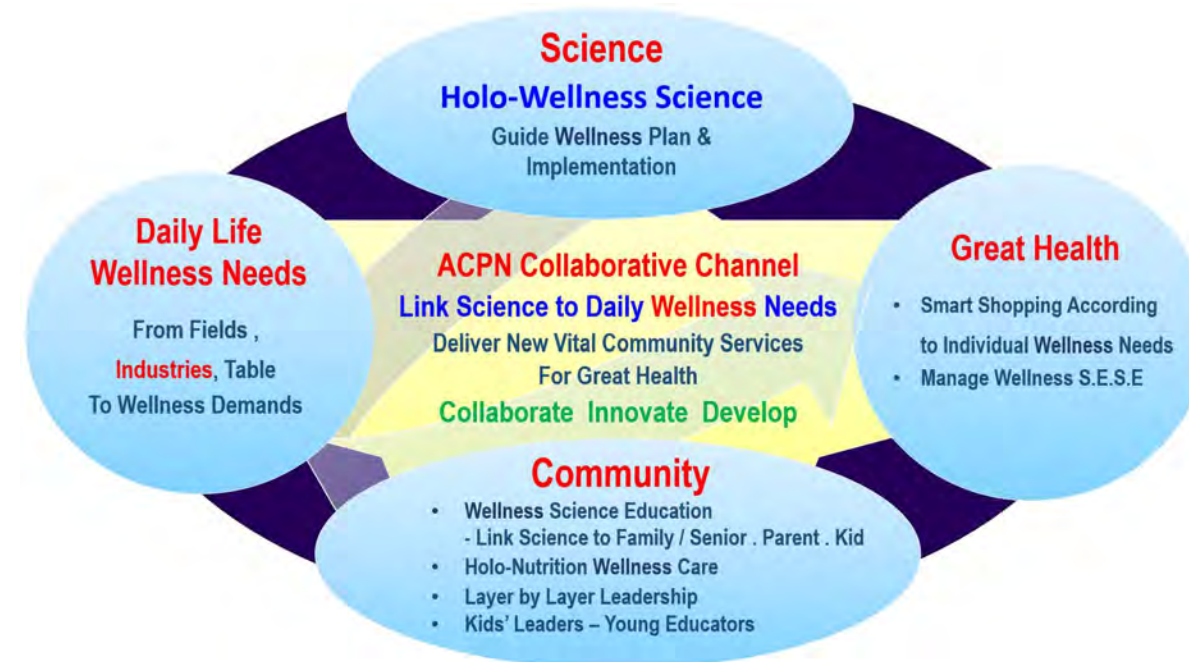 Science
Holo-Wellness Science
Guide Wellness Plan &
Implementation
Daily Life
Wellness Needs
From Fields ,
Industries, Table
To Wellness Demands
ACPN Collaborative Channel
Link Science to Daily Wellness Needs
Deliver New Vital Community Services
For Great Health
Collaborate Innovate Develop
Great Health
• Smart Shopping According
to Individual Wellness Needs
• Manage Wellness S.E.S.E
Community
• Wellness Science Education
- Link Science to Family / Senior . Parent . Kid
• Holo-Nutrition Wellness Care
• Layer by Layer Leadership
• Kids' Leaders – Young Educators